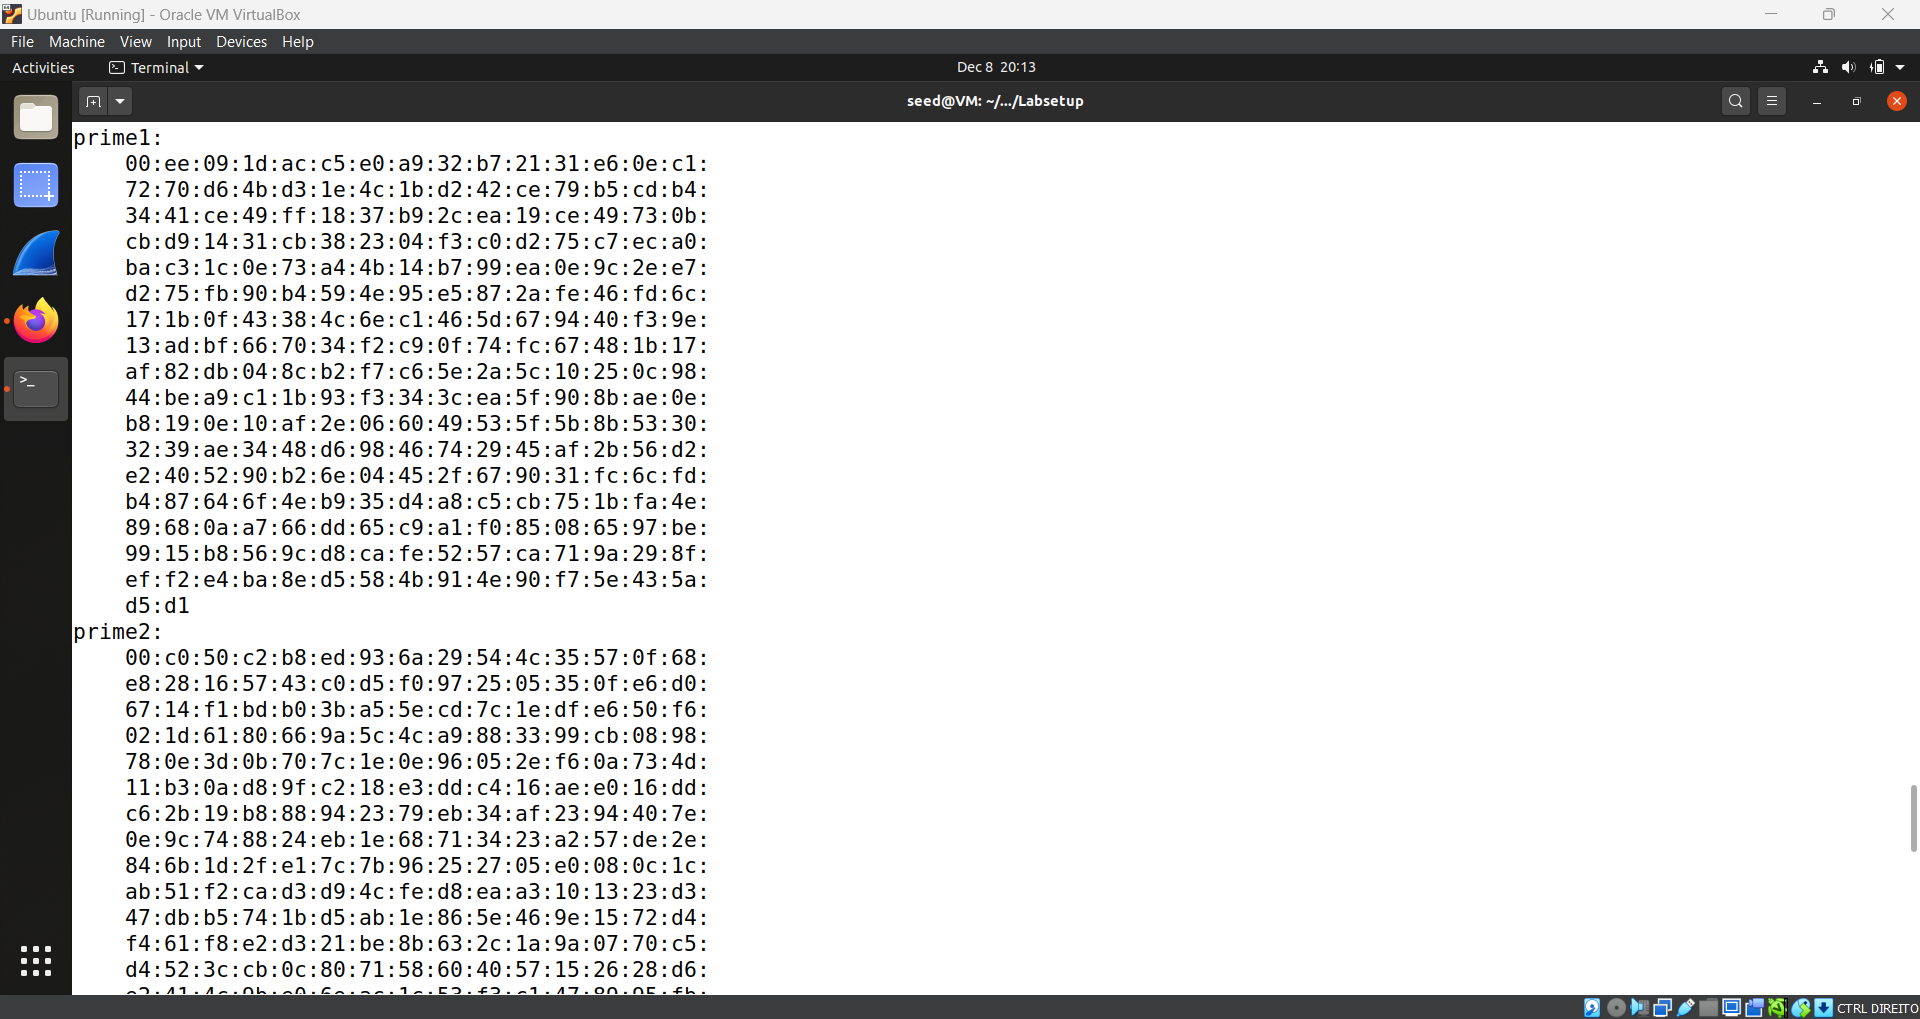 Ubuntu [Running] - Oracle VM VirtualBox
File Machine View Input Devices Help
Activities Terminal Dec 8 20:13
seed@VM: ~/.../Labsetup
prime1:
00:ee:09:1d:ac:c5:e0:a9:32:b7:21:31:e6:0e:c1:
72:70:d6:4b:d3:1e:4c:1b:d2:42:ce:79:b5:cd:b4:
34:41:ce:49:ff:18:37:b9:2c:ea:19:ce:49:73:0b:
cb:d9:14:31:cb:38:23:04:f3:c0:d2:75:c7:ec:a0:
ba:c3:1c:0e:73:a4:4b:14:b7:99:ea:0e:9c:2e:e7:
d2:75:fb:90:b4:59:4e:95:e5:87:2a:fe:46:fd:6c:
17:1b:0f:43:38:4c:6e:c1:46:5d:67:94:40:f3:9e:
13:ad:bf:66:70:34:f2:c9:0f:74:fc:67:48:1b:17:
af:82:db:04:8c:b2:f7:c6:5e:2a:5c:10:25:0c:98:
44:be:a9:c1:1b:93:f3:34:3c:ea:5f:90:8b:ae:0e:
b8:19:0e:10:af:2e:06:60:49:53:5f:5b:8b:53:30:
32:39:ae:34:48:d6:98:46:74:29:45:af:2b:56:d2:
e2:40:52:90:b2:6e:04:45:2f:67:90:31:fc:6c:fd:
b4:87:64:6f:4e:b9:35:d4:a8:c5:cb:75:1b:fa:4e:
89:68:0a:a7:66:dd:65:c9:a1:f0:85:08:65:97:be:
99:15:b8:56:9c:d8:ca:fe:52:57:ca:71:9a:29:8f:
ef:f2:e4:ba:8e:d5:58:4b:91:4e:90:f7:5e:43:5a:
d5:d1
prime2:
00:c0:50:c2:b8:ed:93:6a:29:54:4c:35:57:0f:68:
e8:28:16:57:43:c0:d5:f0:97:25:05:35:0f:e6:d0:
67:14:f1:bd:b0:3b:a5:5e:cd:7c:1e:df:e6:50:f6:
02:1d:61:80:66:9a:5c:4c:a9:88:33:99:cb:08:98:
78:0e:3d:0b:70:7c:1e:0e:96:05:2e:f6:0a:73:4d:
11:b3:0a:d8:9f:c2:18:e3:dd:c4:16:ae:e0:16:dd:
c6:2b:19:b8:88:94:23:79:eb:34:af:23:94:40:7e:
0e:9c:74:88:24:eb:1e:68:71:34:23:a2:57:de:2e:
84:6b:1d:2f:e1:7c:7b:96:25:27:05:e0:08:0c:1c:
ab:51:f2:ca:d3:d9:4c:fe:d8:ea:a3:10:13:23:d3:
47:db:b5:74:1b:d5:ab:1e:86:5e:46:9e:15:72:d4:
f4:61:f8:e2:d3:21:be:8b:63:2c:1a:9a:07:70:c5:
d4:52:3c:cb:0c:80:71:58:60:40:57:15:26:28:d6:
CTRL DIREITO